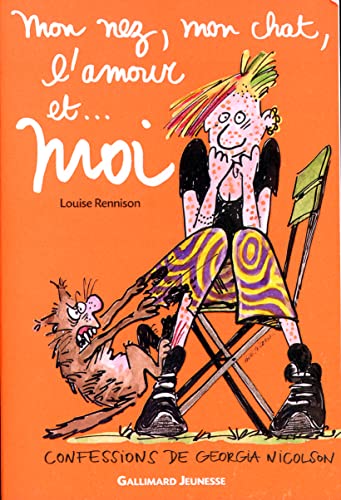 Mon nez, mon chat,
l'amour
et...
Moi
Louise Rennison
CONFESSIONS DE GEORGIA NICOLSON
GALLIMARD JEUNESSE